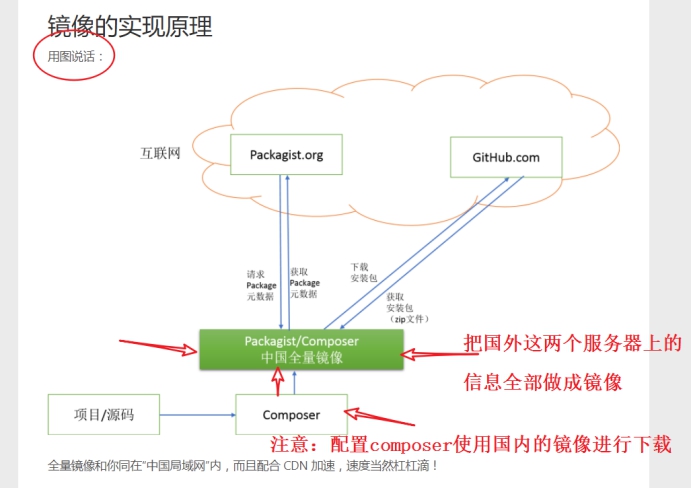 镜像的实现原理
用图说话：
互联网
Packagist.org
GitHub.com
请求
Package
元数据
获取
Package
元数据
下载
安装包
获取
安装包
（zip文件）
Packagist/Composer
中国全量镜像
把国外这两个服务器上的
信息全部做成镜像
项目/源码
Composer
注意：配置composer使用国内的镜像进行下载
全量镜像和你同在“中国局域网”内，而且配合 CDN 加速，速度当然杠杠滴！